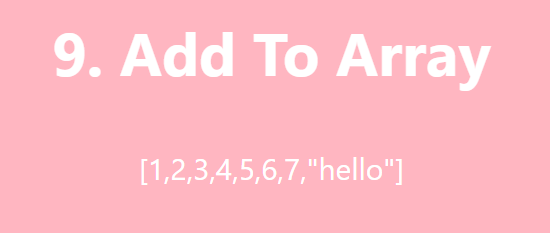 9. Add To Array
[1,2,3,4,5,6,7,"hello"]